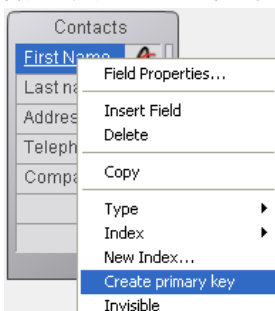 Contacts
First Name
Last na
Addres
Teleph
Compa
Field Properties...
Insert Field
Delete
Copy
Type
Index
New Index...
Create primary key
Invisible